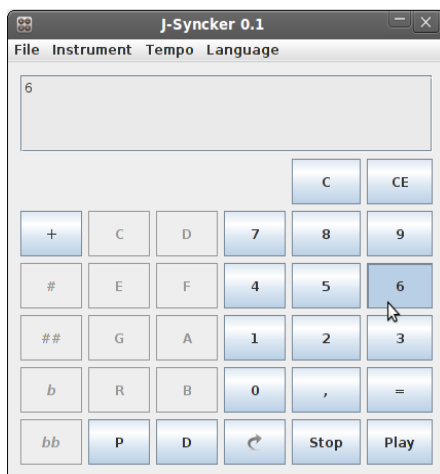 J-Syncker 0.1
File Instrument Tempo Language
6
C CE
+ C D 7 8 9
# E F 4 5 6
## G A 1 2 3
b R B 0 , =
bb P D Stop Play